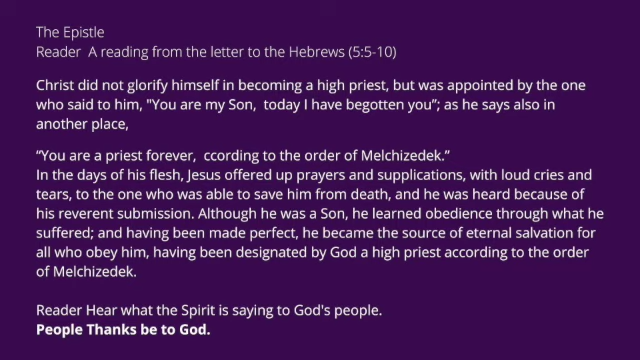 The Epistle
Reader  A reading from the letter to the Hebrews (5:5-10)
Christ did not glorify himself in becoming a high priest, but was appointed by the one
who said to him, "You are my Son,  today I have begotten you”; as he says also in
another place,
“You are a priest forever,  ccording to the order of Melchizedek.”
In the days of his flesh, Jesus offered up prayers and supplications, with loud cries and
tears, to the one who was able to save him from death, and he was heard because of
his reverent submission. Although he was a Son, he learned obedience through what he
suffered; and having been made perfect, he became the source of eternal salvation for
all who obey him, having been designated by God a high priest according to the order
of Melchizedek.
Reader Hear what the Spirit is saying to God's people.
People Thanks be to God.